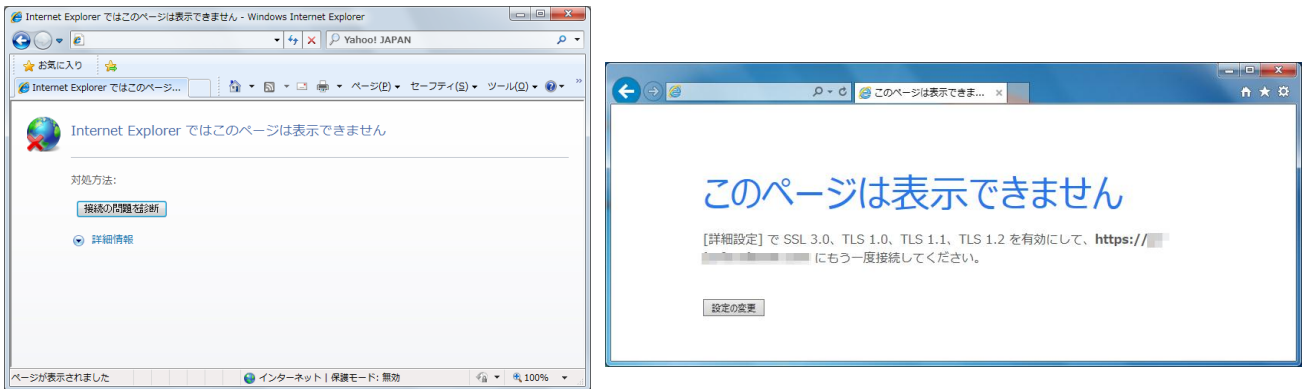 Internet Explorer ではこのページは表示できません - Windows Internet Explorer
Yahoo! JAPAN
お気に入り
Internet Explorer ではこのページ...
ページ(P)
セーフティ(S)
ツール(O)
»
Internet Explorer ではこのページは表示できません
対処方法:
接続の問題を診断
詳細情報
ページが表示されました
インターネット | 保護モード: 無効
100%
このページは表示できま...
このページは表示できません
[詳細設定] で SSL 3.0、TLS 1.0、TLS 1.1、TLS 1.2 を有効にして、https://
にもう一度接続してください。
設定の変更